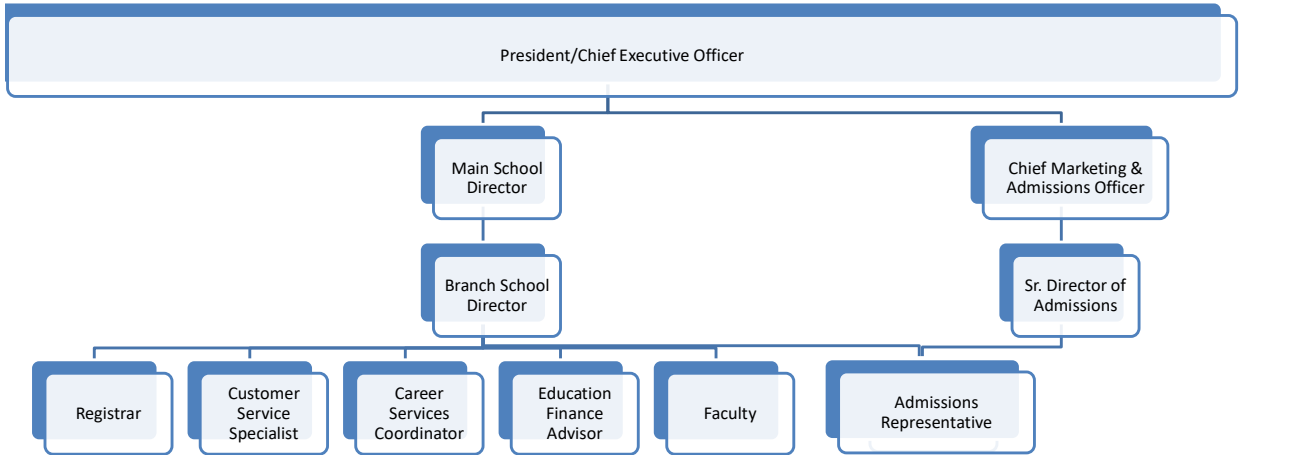 President/Chief Executive Officer
Main School
Director
Chief Marketing &
Admissions Officer
Branch School
Director
Sr. Director of
Admissions
Registrar
Customer
Service
Specialist
Career
Services
Coordinator
Education
Finance
Advisor
Faculty
Admissions
Representative